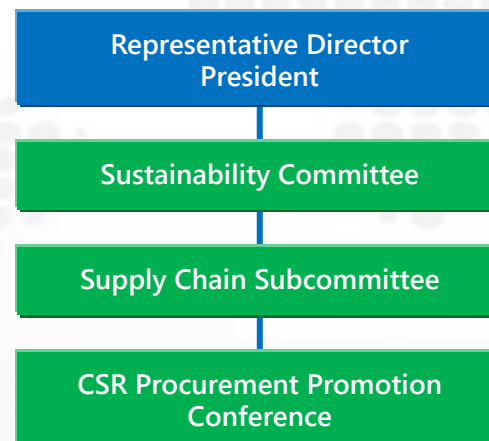 Representative Director
President
Sustainability Committee
Supply Chain Subcommittee
CSR Procurement Promotion
Conference